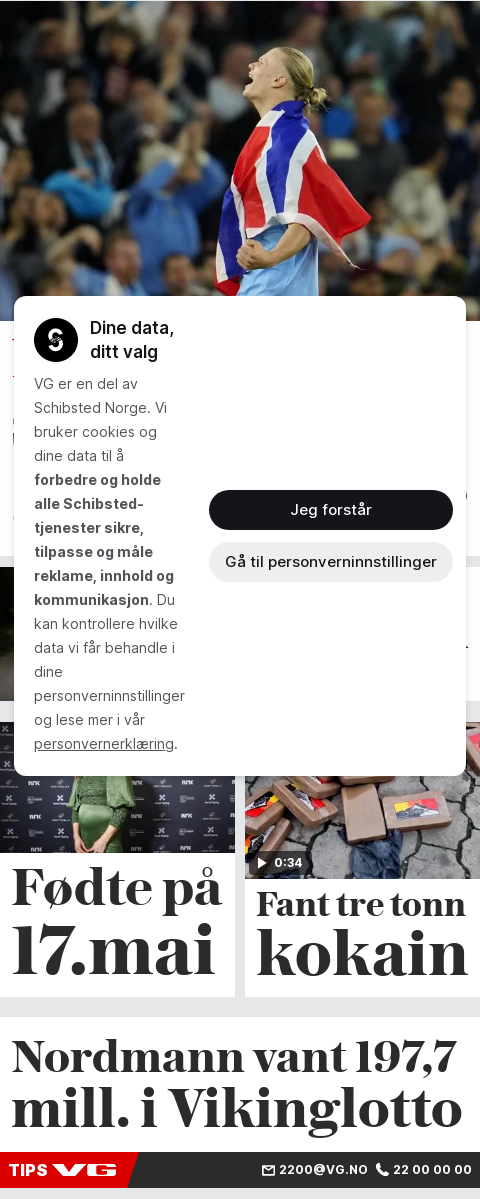 Dine data,
ditt valg
VG er en del av
Schibsted Norge. Vi
bruker cookies og
dine data til å
forbedre og holde
alle Schibsted-
tjenester sikre,
tilpasse og måle
reklame, innhold og
kommunikasjon. Du
kan kontrollere hvilke
data vi får behandle i
dine
personverninnstillinger
og lese mer i vår
personvernerklæring.
Jeg forstår
Gå til personverninnstillinger
NRK
0:34
Fødte på
17.mai
Fant tre tonn
kokain
Nordmann vant 197,7
mill. i Vikinglotto
TIPS VG
2200@VG.NO
22 00 00 00